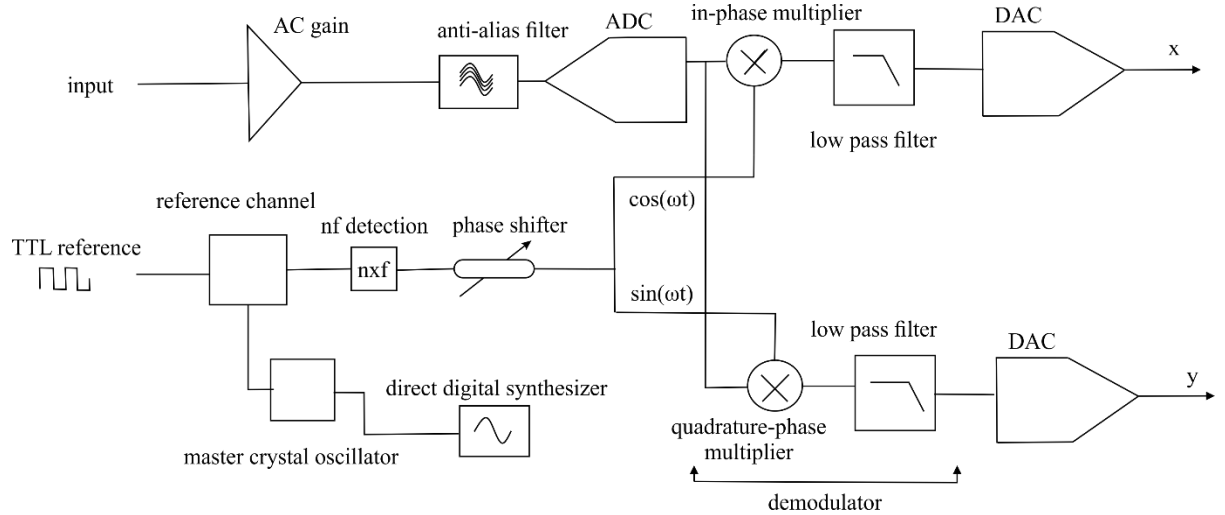 AC gain
anti-alias filter
ADC
in-phase multiplier
DAC
input
x
low pass filter
reference channel
nf detection
phase shifter
cos(ωt)
TTL reference
nxf
sin(ωt)
low pass filter
DAC
direct digital synthesizer
y
master crystal oscillator
quadrature-phase
multiplier
demodulator